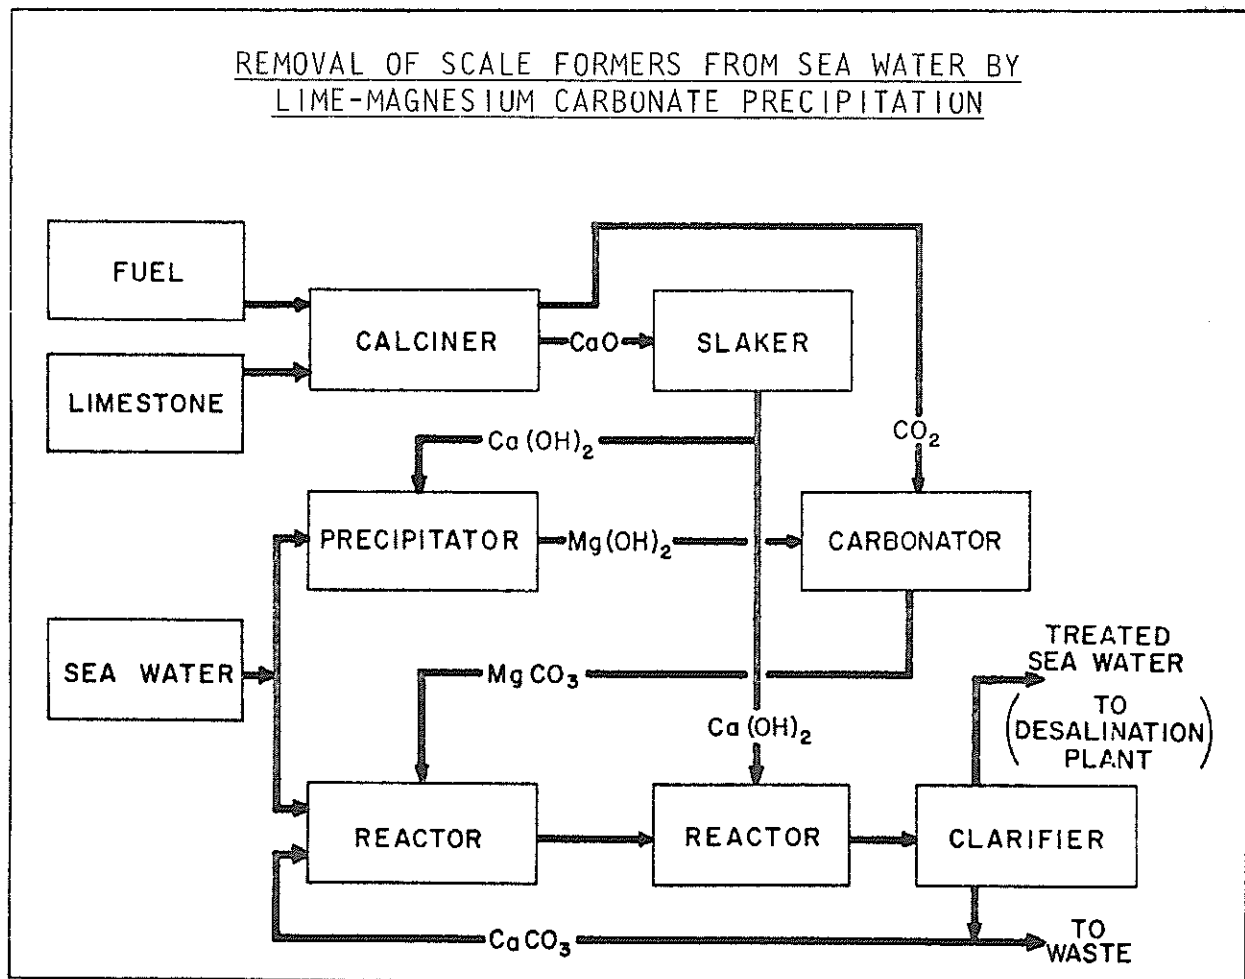 REMOVAL OF SCALE FORMERS FROM SEA WATER BY
LIME-MAGNESIUM CARBONATE PRECIPITATION
FUEL
CALCINER
CaO
SLAKER
LIMESTONE
Ca(OH)2
CO2
PRECIPITATOR
Mg(OH)2
CARBONATOR
SEA WATER
MgCO3
TREATED
SEA WATER
(TO
DESALINATION
PLANT)
Ca(OH)2
REACTOR
REACTOR
CLARIFIER
CaCO3
TO
WASTE